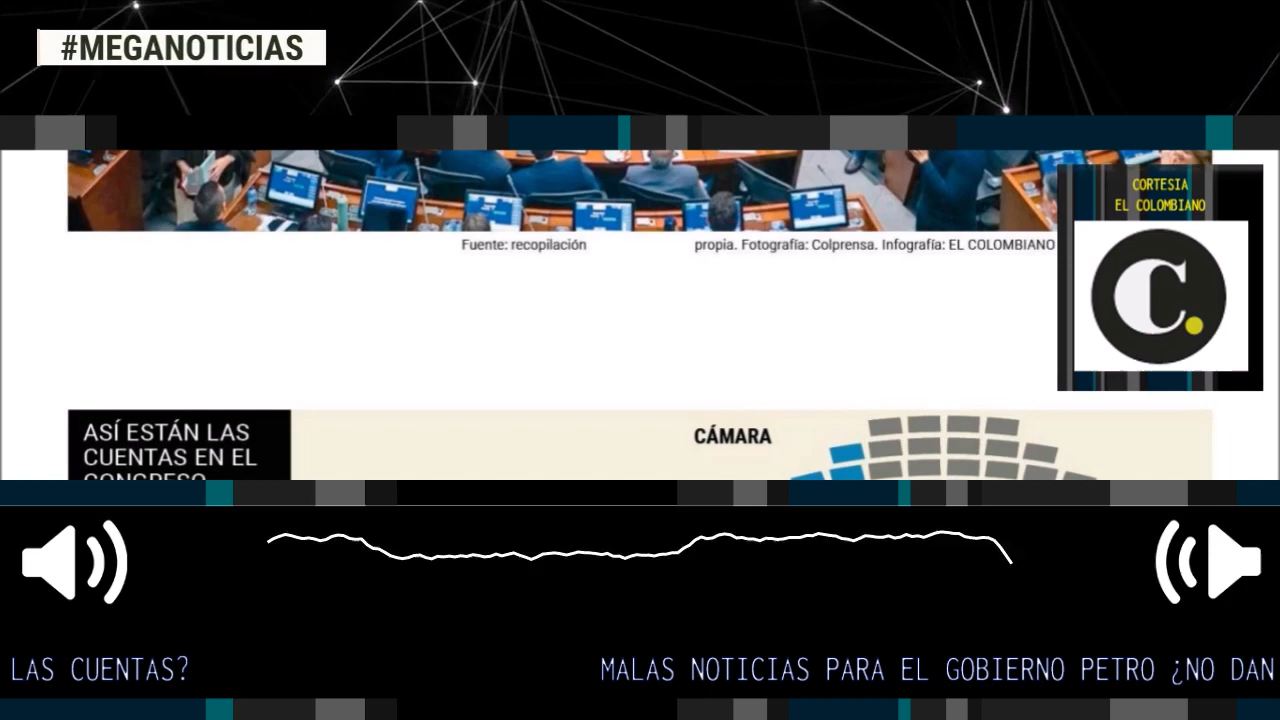 #MEGANOTICIAS
CORTESIA
EL COLOMBIANO
C.
Fuente: recopilación propia. Fotografía: Colprensa. Infografía: EL COLOMBIANO
ASÍ ESTÁN LAS
CUENTAS EN EL
CONGRESO
CÁMARA
LAS CUENTAS? MALAS NOTICIAS PARA EL GOBIERNO PETRO ¿NO DAN